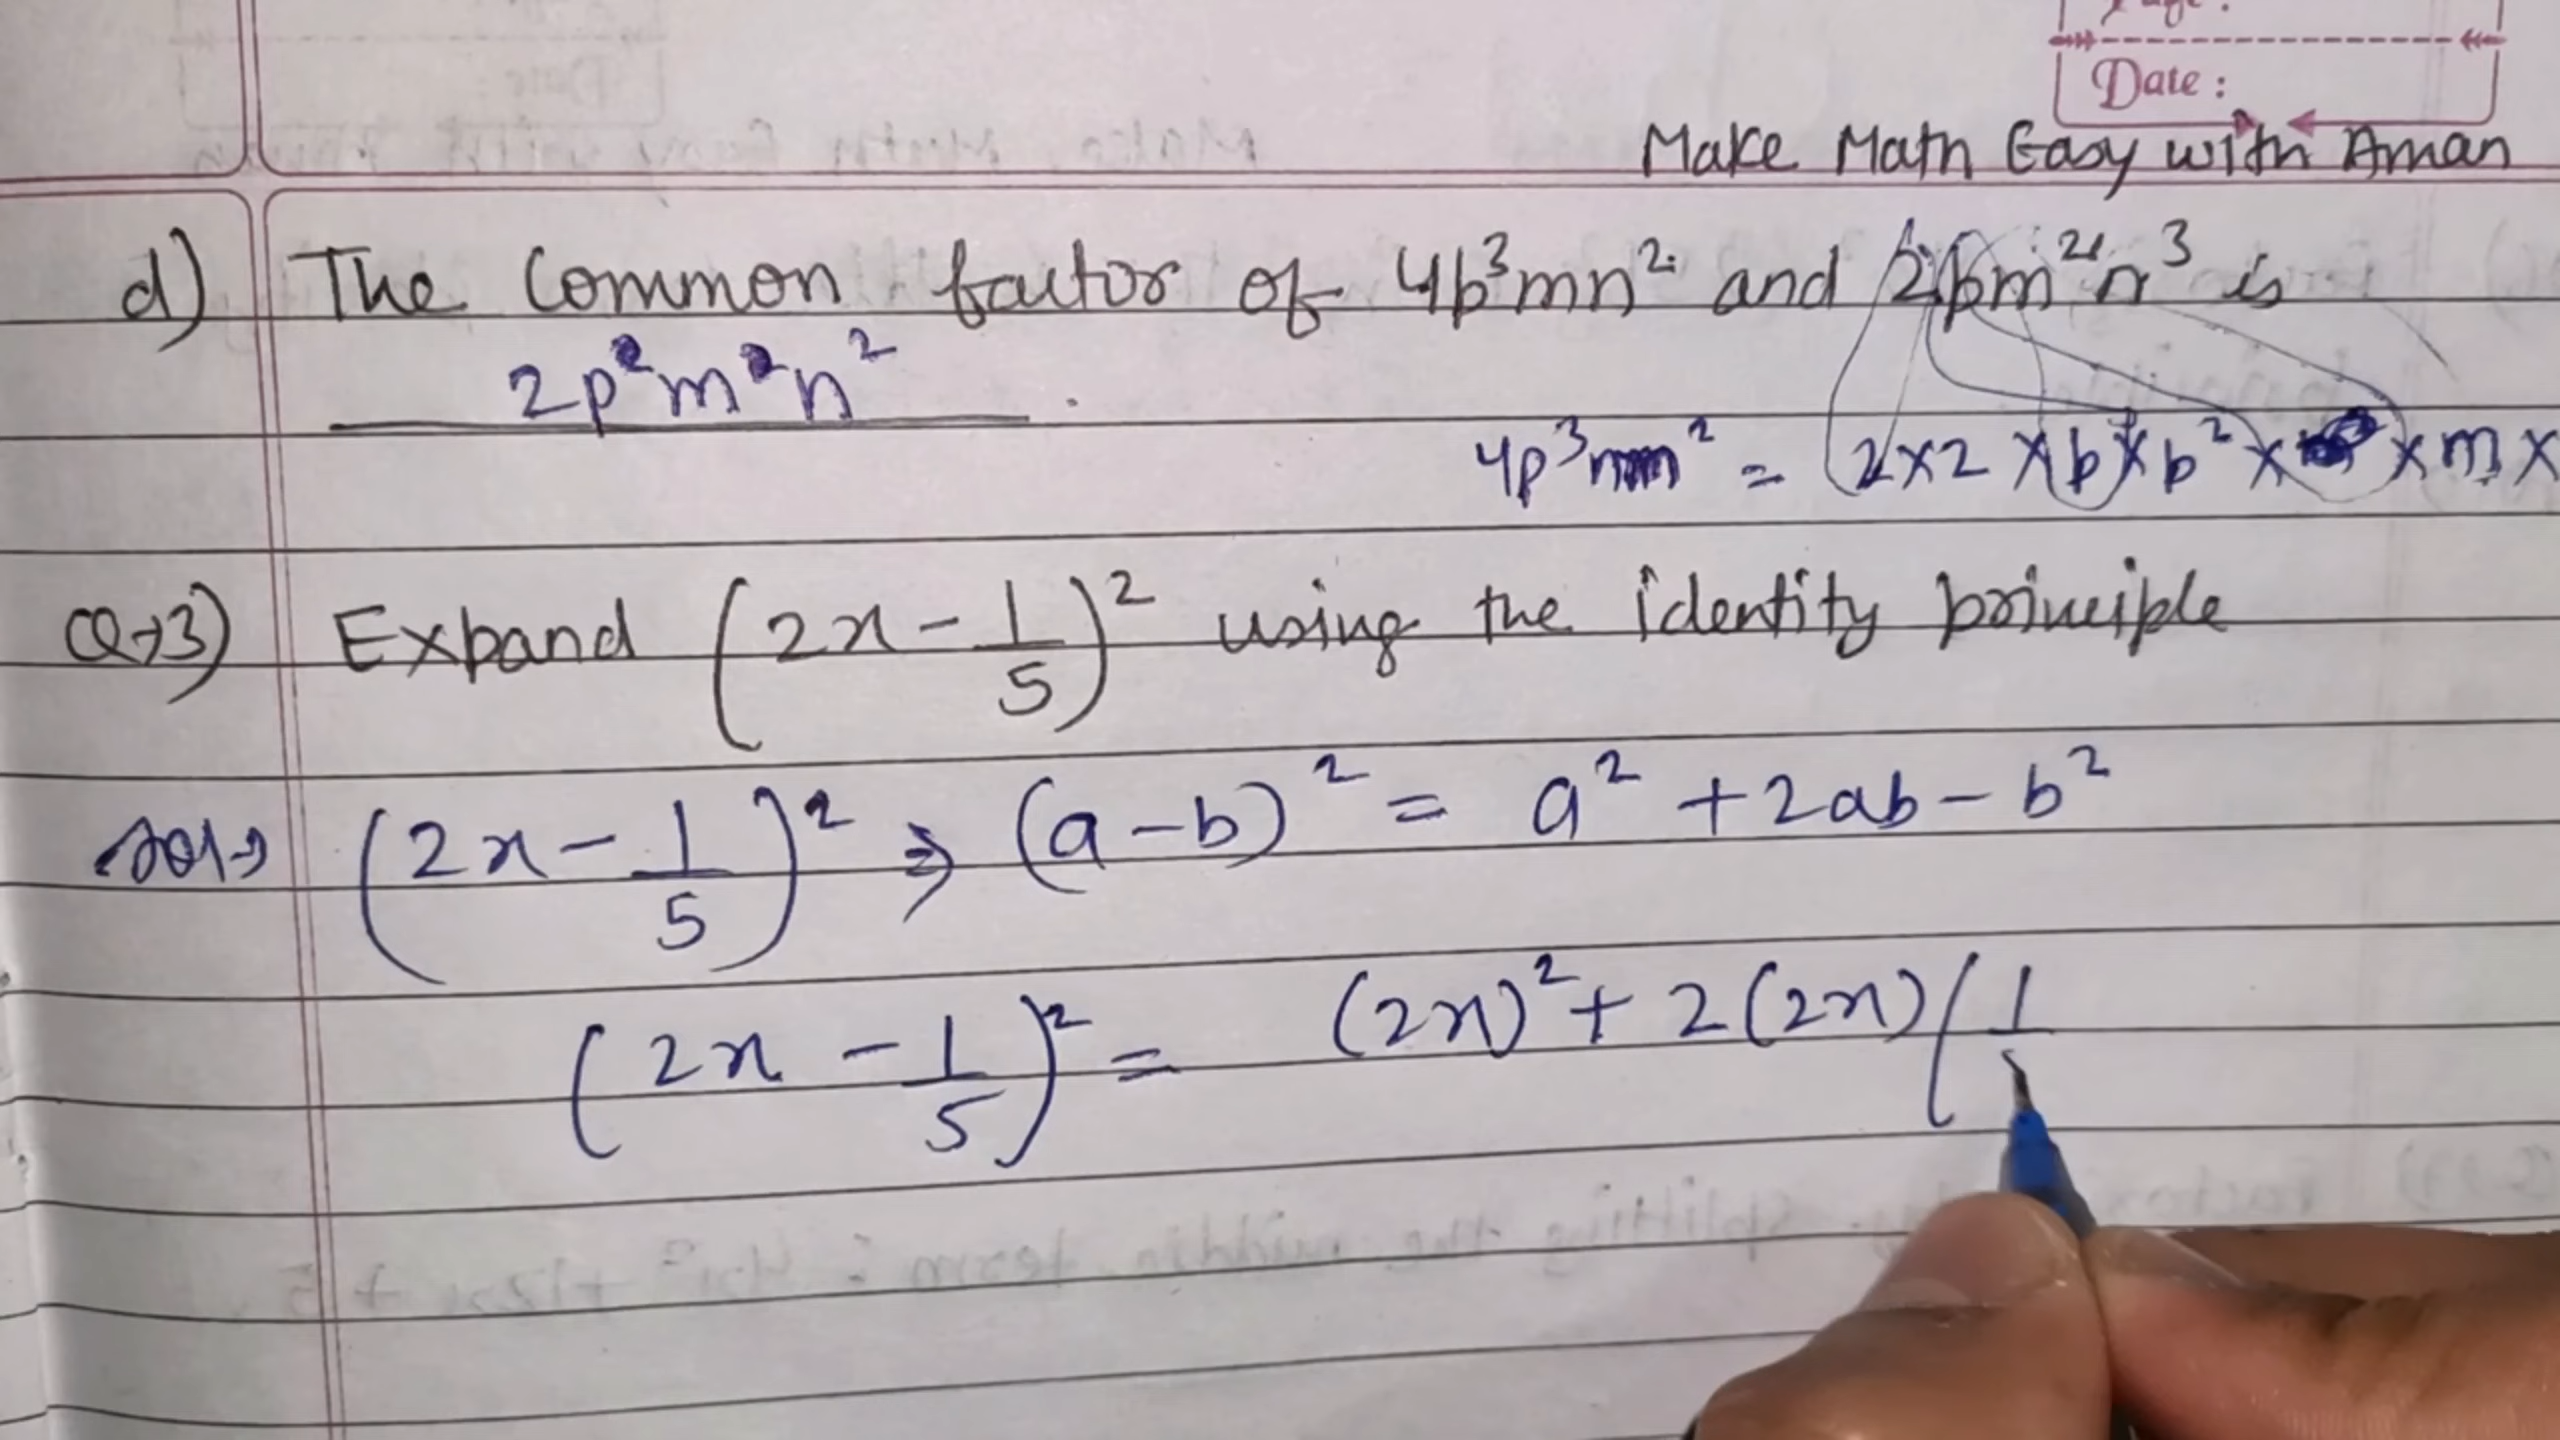 Date :
Make Math Easy with Aman
d) The Common factor of 4p³mn² and 2pm²n³ is
2p²m²n² .
4p³mn² = 2×2×p×p²× ×m×
Q→3) Expand (2x - 1/5)² using the identity principle
Sol→ (2x - 1/5)² ⇒ (a-b)² = a² + 2ab - b²
(2x - 1/5)² = (2x)² + 2(2x)(1